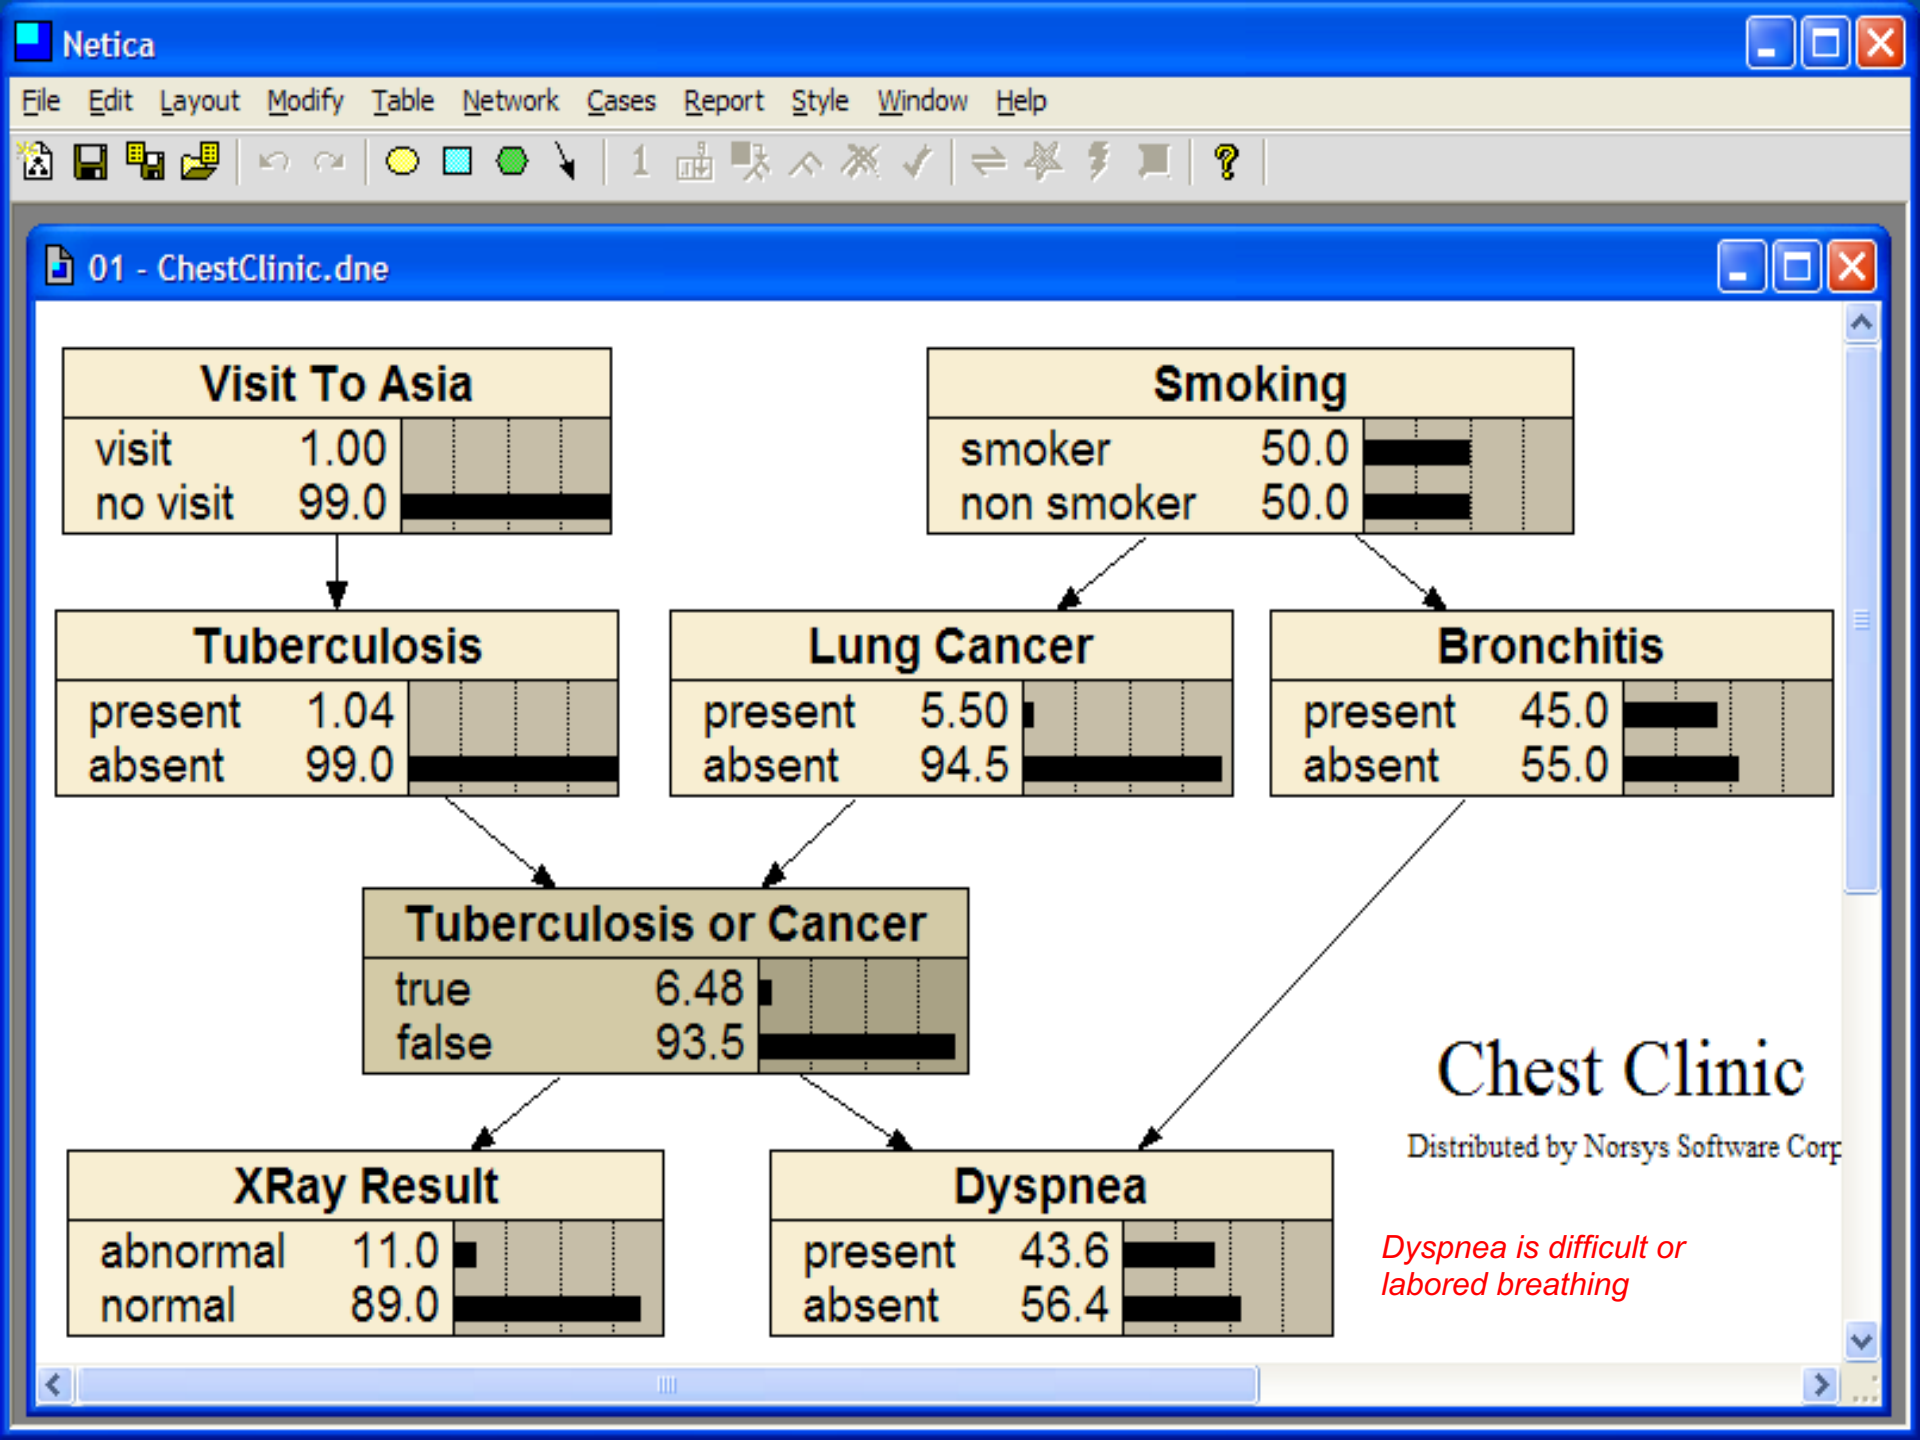 Netica
File Edit Layout Modify Table Network Cases Report Style Window Help
1 ?
01 - ChestClinic.dne
Visit To Asia
visit 1.00
no visit 99.0
Smoking
smoker 50.0
non smoker 50.0
Tuberculosis
present 1.04
absent 99.0
Lung Cancer
present 5.50
absent 94.5
Bronchitis
present 45.0
absent 55.0
Tuberculosis or Cancer
true 6.48
false 93.5
Chest Clinic
Distributed by Norsys Software Corp
XRay Result
abnormal 11.0
normal 89.0
Dyspnea
present 43.6
absent 56.4
Dyspnea is difficult or
labored breathing